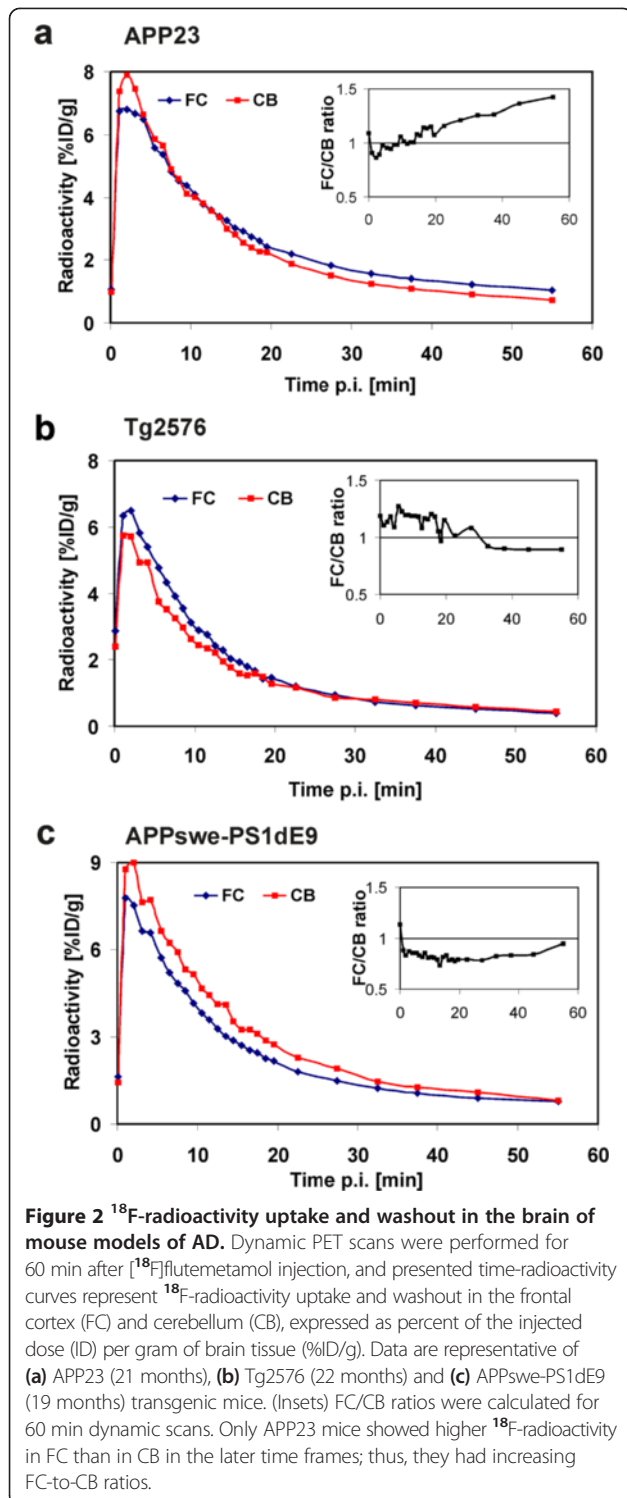 a APP23
8
6
4
2
0
Radioactivity [%ID/g]
FC CB
FC/CB ratio
1.5
1
0.5
0 20 40 60
0 10 20 30 40 50 60
Time p.i. [min]
b Tg2576
8
6
4
2
0
Radioactivity [%ID/g]
FC CB
FC/CB ratio
1.5
1
0.5
0 20 40 60
0 10 20 30 40 50 60
Time p.i. [min]
c APPswe-PS1dE9
9
6
3
0
Radioactivity [%ID/g]
FC CB
FC/CB ratio
1.5
1
0.5
0 20 40 60
0 10 20 30 40 50 60
Time p.i. [min]
Figure 2 ¹⁸F-radioactivity uptake and washout in the brain of
mouse models of AD. Dynamic PET scans were performed for
60 min after [¹⁸F]flutemetamol injection, and presented time-radioactivity
curves represent ¹⁸F-radioactivity uptake and washout in the frontal
cortex (FC) and cerebellum (CB), expressed as percent of the injected
dose (ID) per gram of brain tissue (%ID/g). Data are representative of
(a) APP23 (21 months), (b) Tg2576 (22 months) and (c) APPswe-PS1dE9
(19 months) transgenic mice. (Insets) FC/CB ratios were calculated for
60 min dynamic scans. Only APP23 mice showed higher ¹⁸F-radioactivity
in FC than in CB in the later time frames; thus, they had increasing
FC-to-CB ratios.